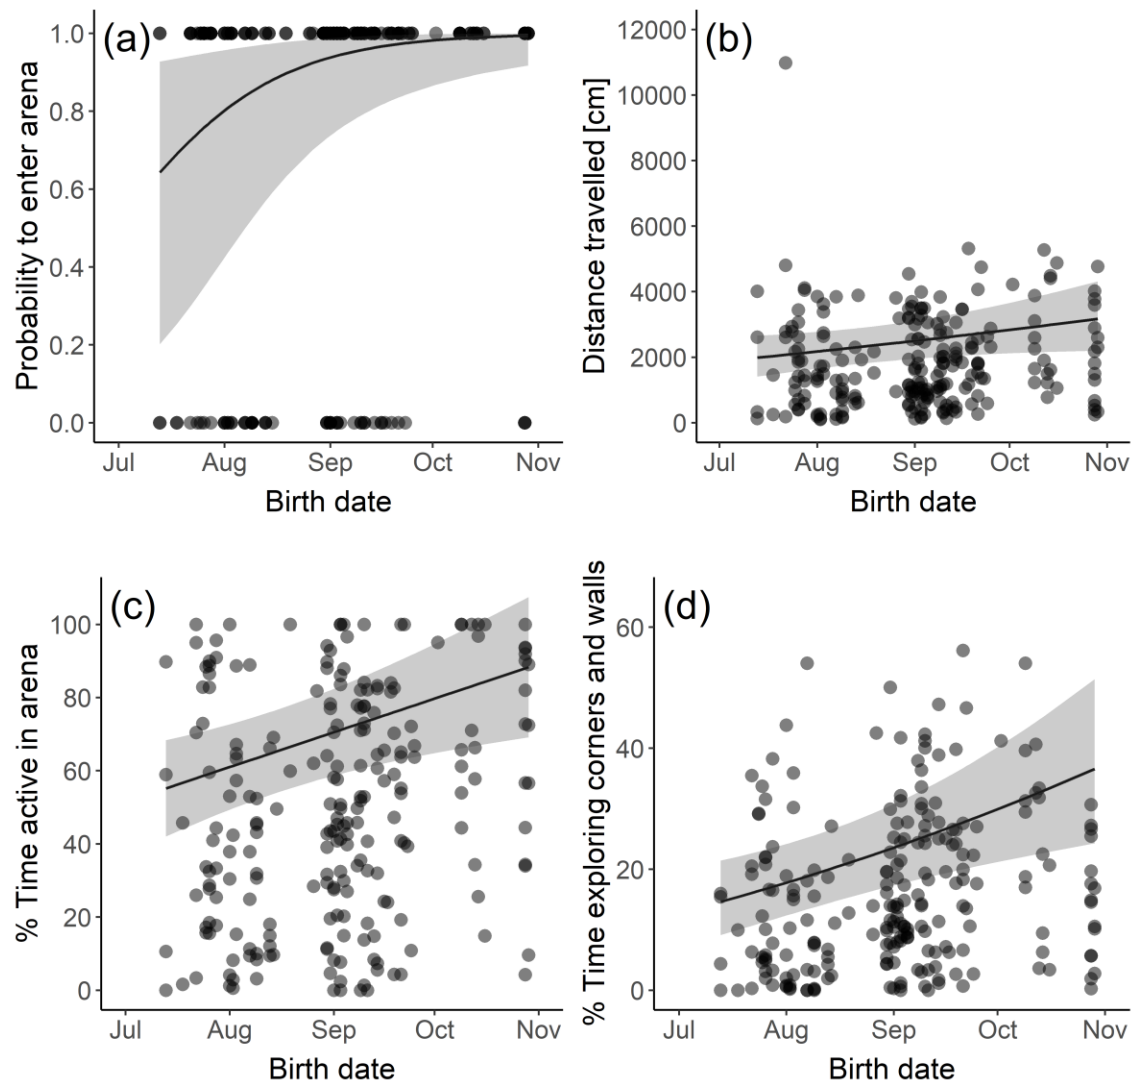 (a)
Probability to enter arena
1.0
0.8
0.6
0.4
0.2
0.0
Jul Aug Sep Oct Nov
Birth date
(b)
Distance travelled [cm]
12000
10000
8000
6000
4000
2000
0
Jul Aug Sep Oct Nov
Birth date
(c)
% Time active in arena
100
80
60
40
20
0
Jul Aug Sep Oct Nov
Birth date
(d)
% Time exploring corners and walls
60
40
20
0
Jul Aug Sep Oct Nov
Birth date